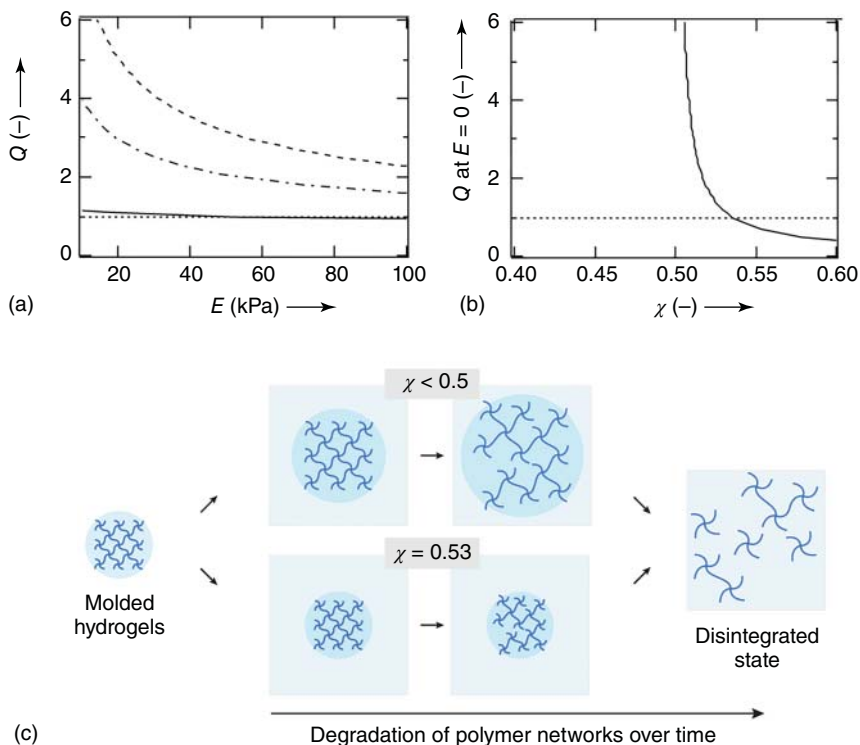 6
4
2
0
Q (–)
20
40
60
80
100
E (kPa)
(a)
6
4
2
0
Q at E = 0 (–)
0.40
0.45
0.50
0.55
0.60
χ (–)
(b)
χ < 0.5
χ = 0.53
Molded
hydrogels
Disintegrated
state
Degradation of polymer networks over time
(c)